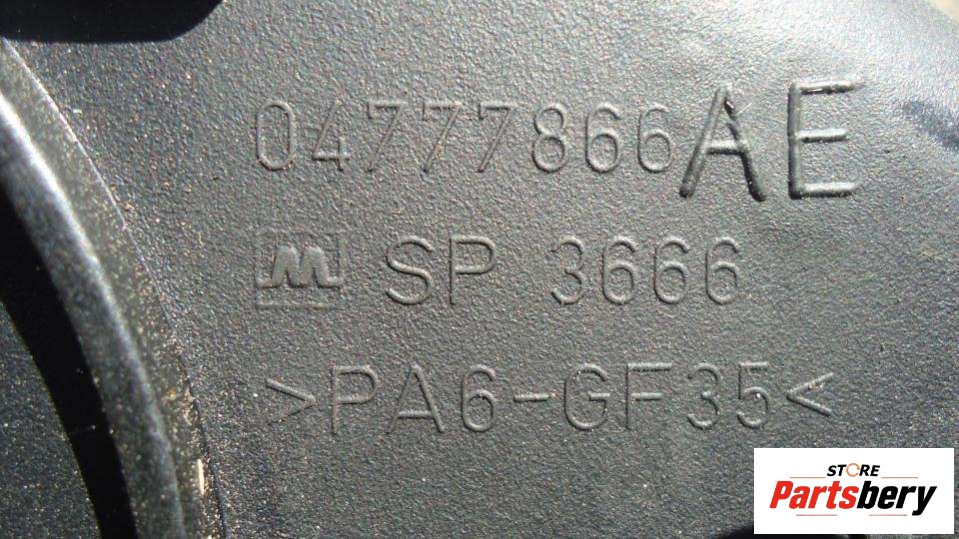 04777866AE
M SP 3666
>PA6-GF35<
STORE
Partsbery